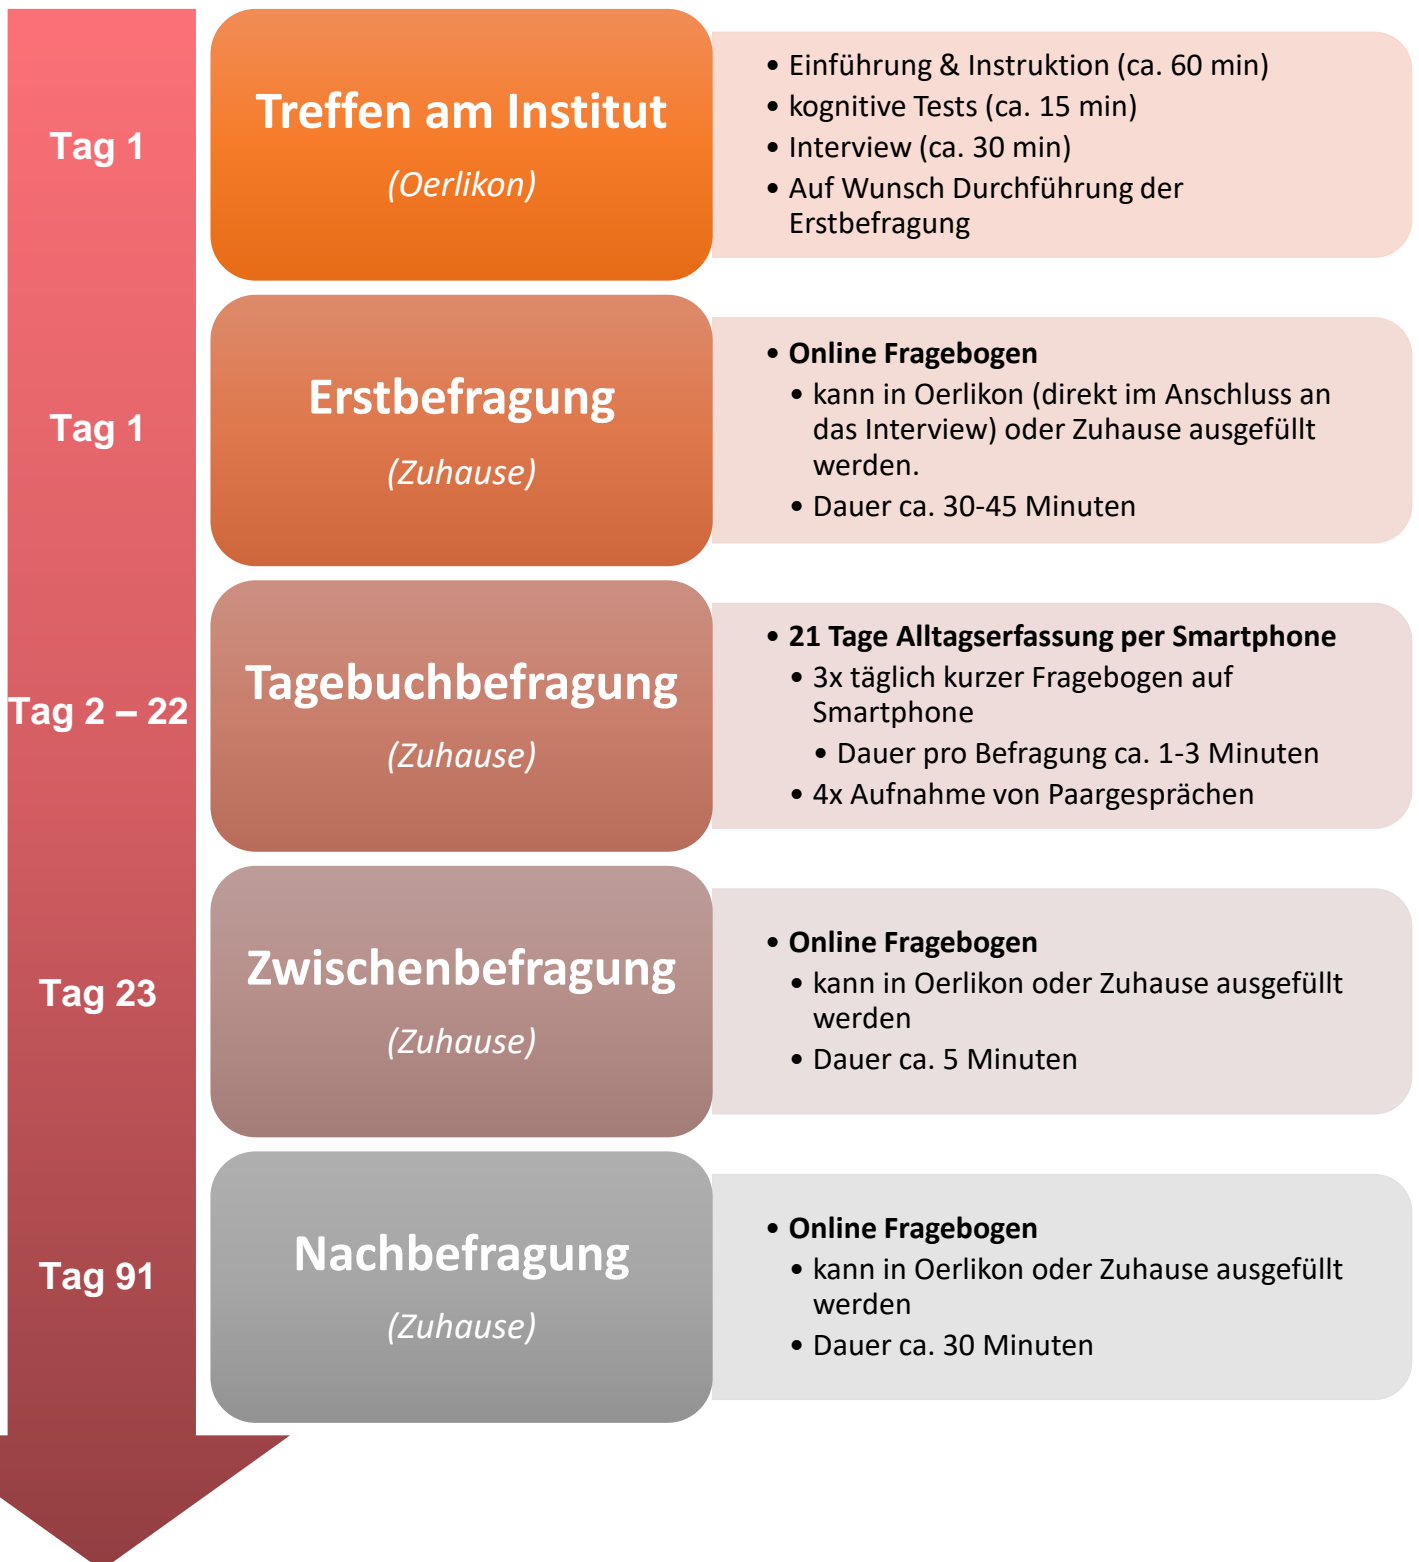 Tag 1
Treffen am Institut
(Oerlikon)
• Einführung & Instruktion (ca. 60 min)
• kognitive Tests (ca. 15 min)
• Interview (ca. 30 min)
• Auf Wunsch Durchführung der
Erstbefragung
Tag 1
Erstbefragung
(Zuhause)
• Online Fragebogen
• kann in Oerlikon (direkt im Anschluss an
das Interview) oder Zuhause ausgefüllt
werden.
• Dauer ca. 30-45 Minuten
Tag 2 – 22
Tagebuchbefragung
(Zuhause)
• 21 Tage Alltagserfassung per Smartphone
• 3x täglich kurzer Fragebogen auf
Smartphone
• Dauer pro Befragung ca. 1-3 Minuten
• 4x Aufnahme von Paargesprächen
Tag 23
Zwischenbefragung
(Zuhause)
• Online Fragebogen
• kann in Oerlikon oder Zuhause ausgefüllt
werden
• Dauer ca. 5 Minuten
Tag 91
Nachbefragung
(Zuhause)
• Online Fragebogen
• kann in Oerlikon oder Zuhause ausgefüllt
werden
• Dauer ca. 30 Minuten